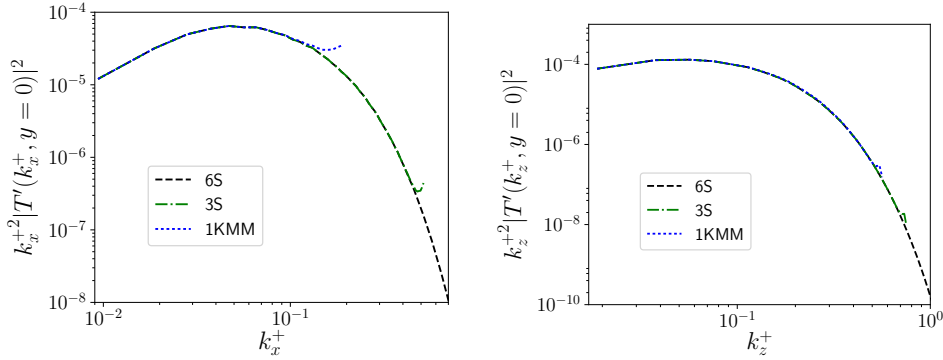 10^{-4}
10^{-5}
10^{-6}
10^{-7}
10^{-8}
k_x^{+2}|T'(k_x^+, y = 0)|^2
6S
3S
1KMM
10^{-2}
10^{-1}
k_x^+
10^{-4}
10^{-6}
10^{-8}
10^{-10}
k_z^{+2}|T'(k_z^+, y = 0)|^2
6S
3S
1KMM
10^{-1}
10^0
k_z^+